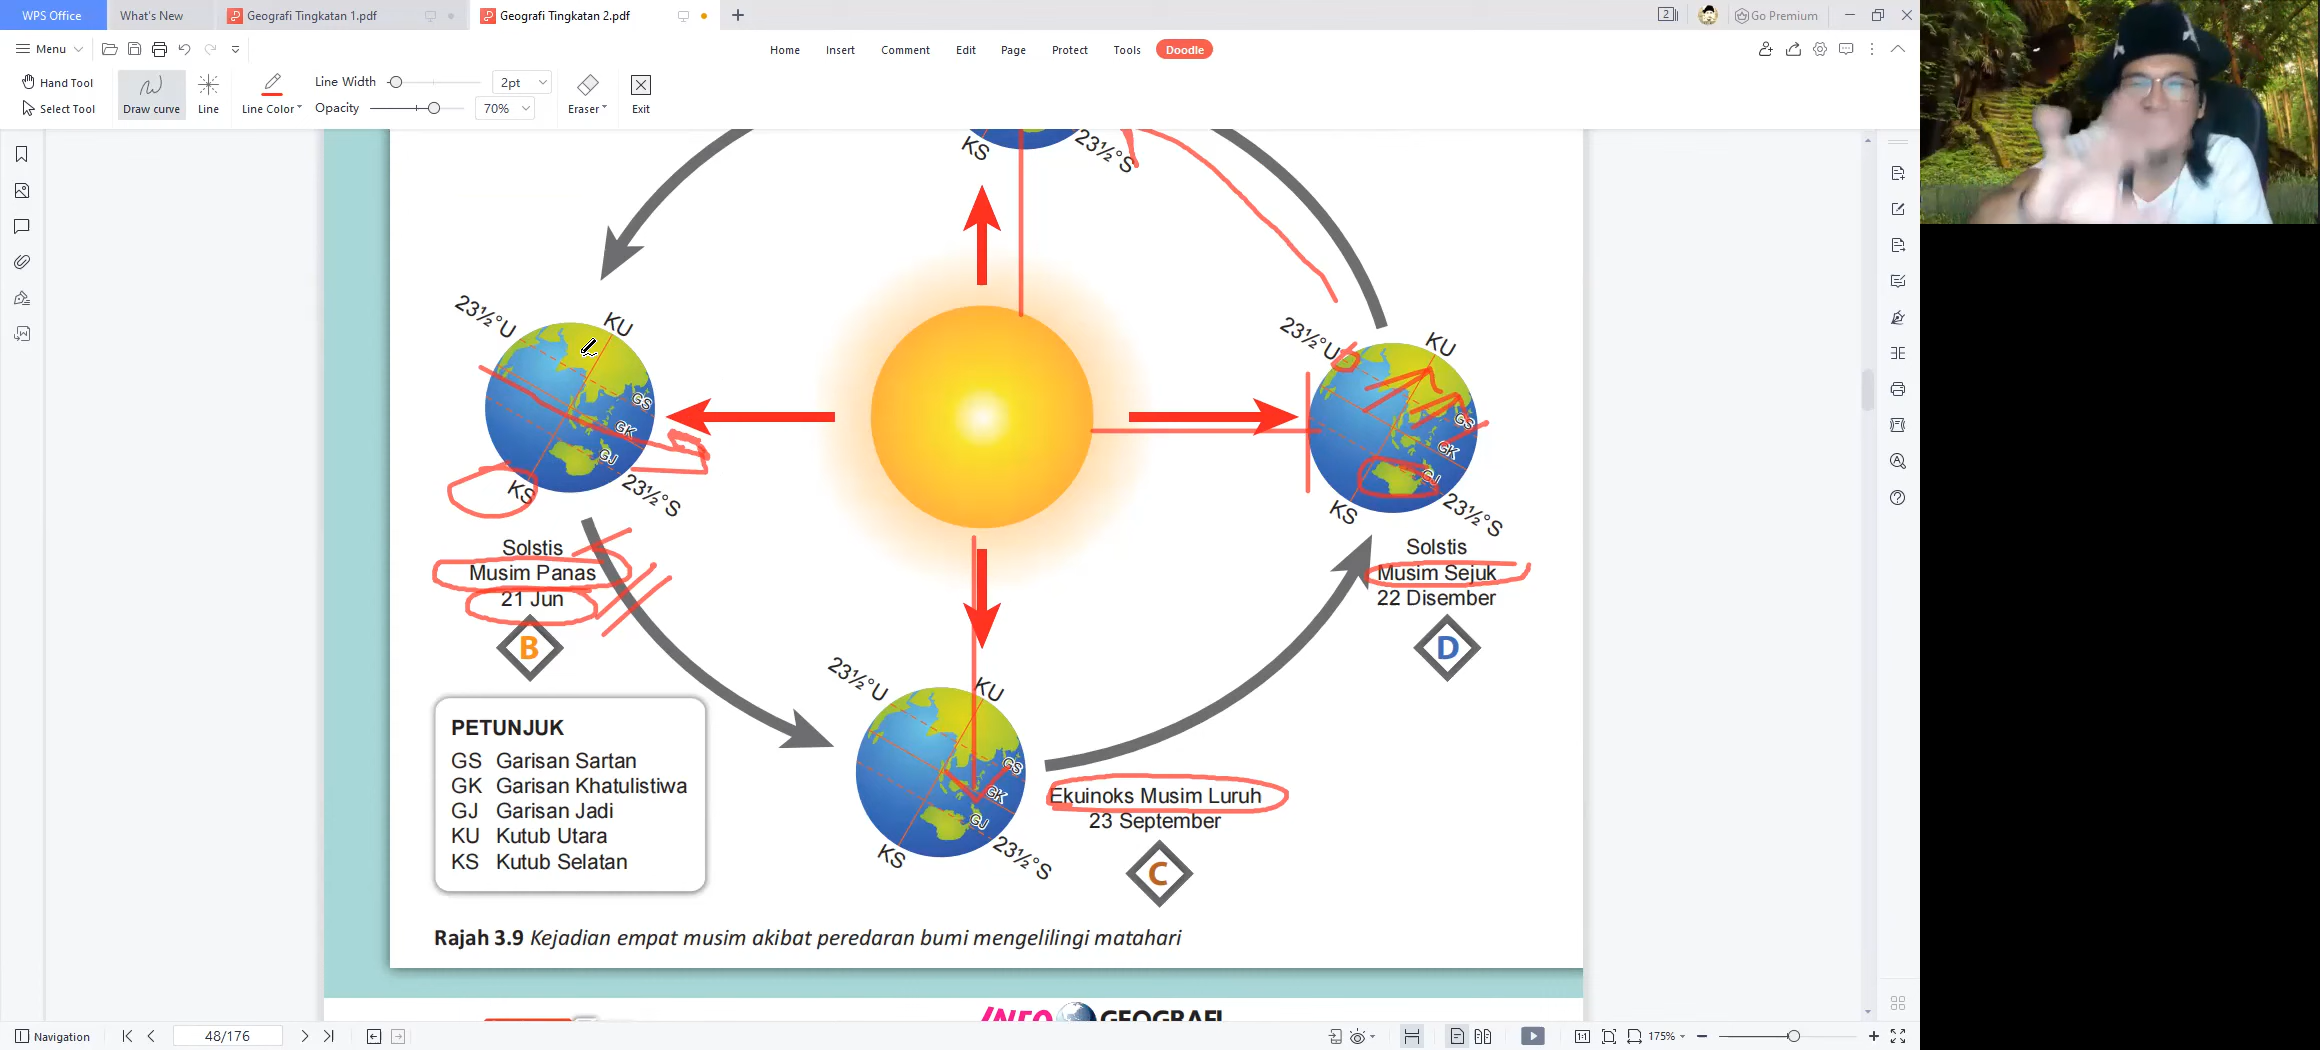 WPS Office
What's New
Geografi Tingkatan 1.pdf
Geografi Tingkatan 2.pdf
2
Go Premium
Menu
Home
Insert
Comment
Edit
Page
Protect
Tools
Doodle
Hand Tool
Select Tool
Draw curve
Line
Line Color
Line Width
2pt
Opacity
70%
Eraser
Exit
KS
23½°S
23½°U
KU
GS
GK
GJ
KS
23½°S
Solstis
Musim Panas
21 Jun
B
23½°U
KU
GS
GK
GJ
KS
23½°S
Solstis
Musim Sejuk
22 Disember
D
23½°U
KU
GS
GK
GJ
KS
23½°S
Ekuinoks Musim Luruh
23 September
C
PETUNJUK
GS Garisan Sartan
GK Garisan Khatulistiwa
GJ Garisan Jadi
KU Kutub Utara
KS Kutub Selatan
Rajah 3.9 Kejadian empat musim akibat peredaran bumi mengelilingi matahari
INFO GEOGRAFI
Navigation
48/176
1:1
175%